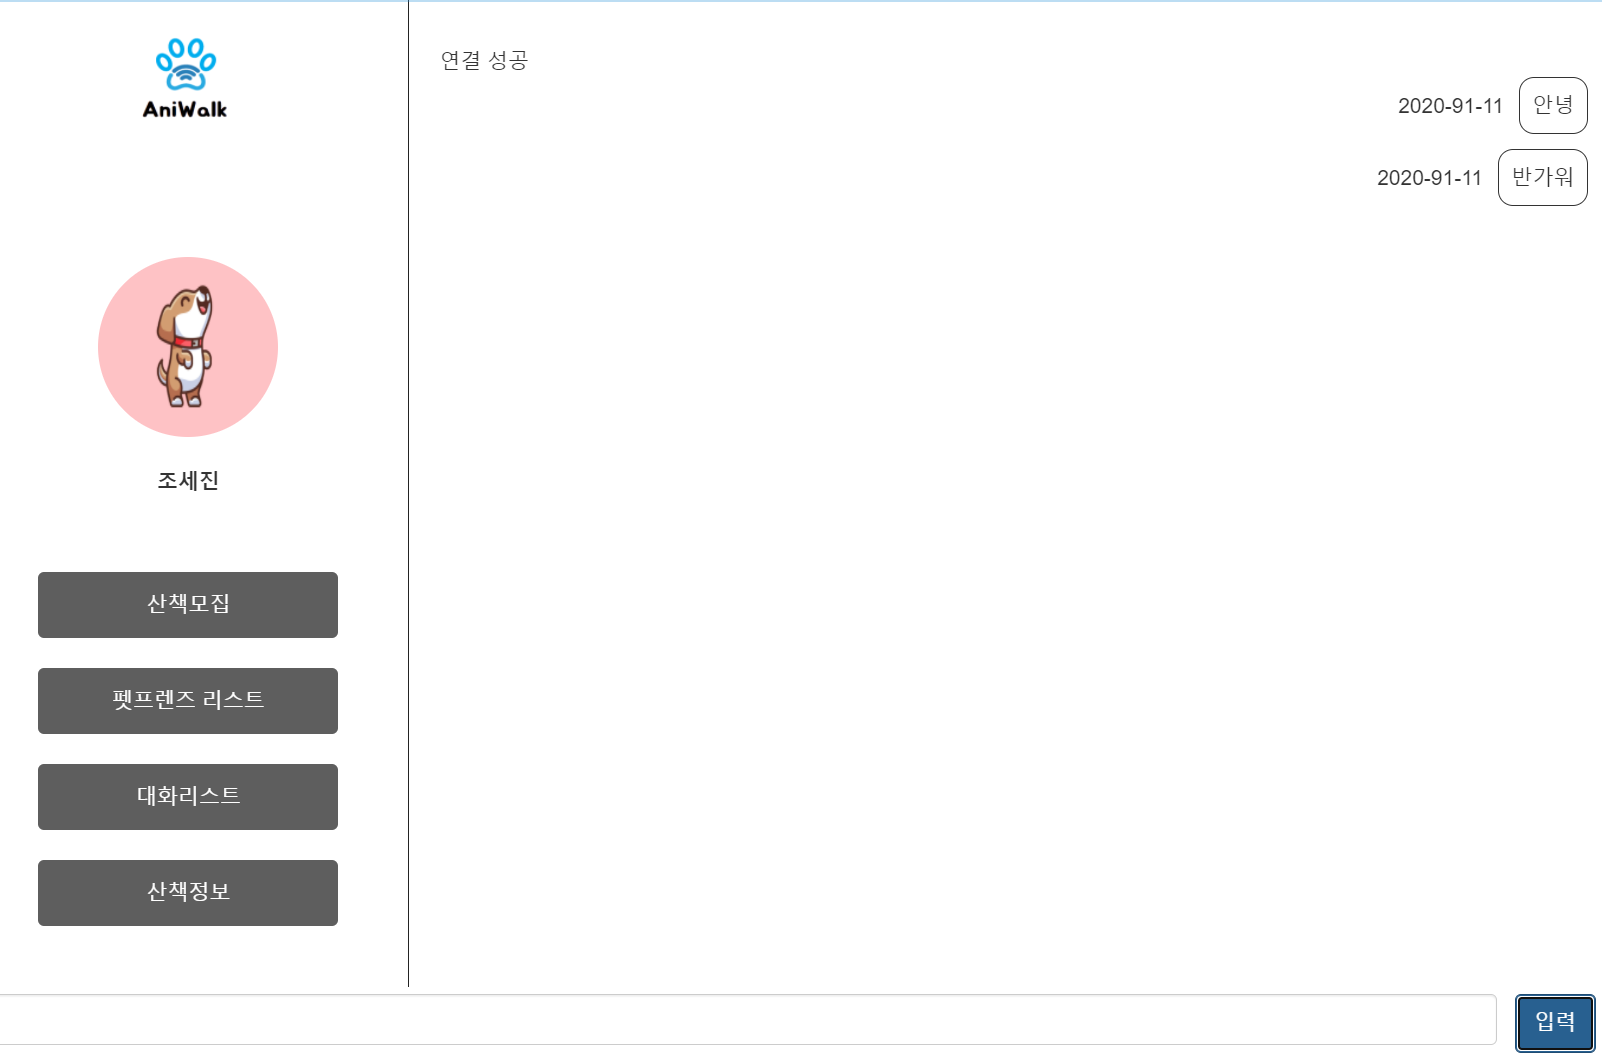 AniWalk
조세진
산책모집
펫프렌즈 리스트
대화리스트
산책정보
연결 성공
2020-91-11 안녕
2020-91-11 반가워
입력